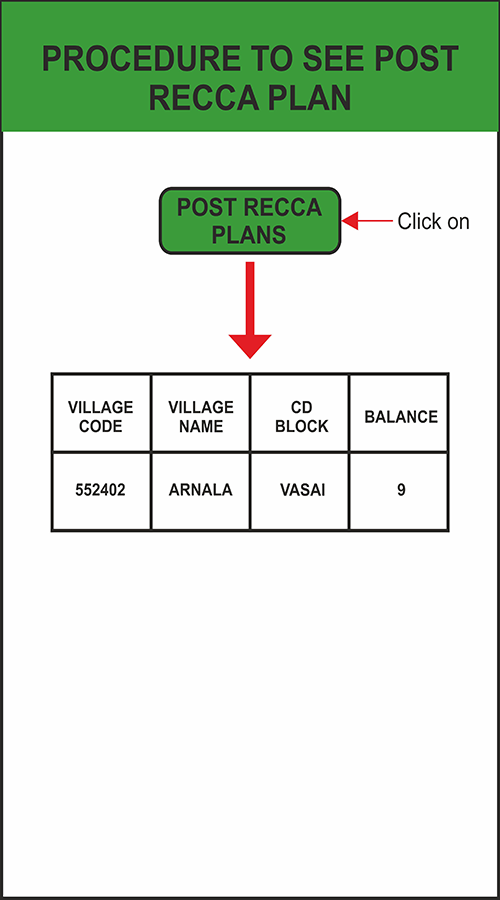 PROCEDURE TO SEE POST
RECCA PLAN
POST RECCA
PLANS
Click on
VILLAGE CODE VILLAGE NAME CD BLOCK BALANCE
552402 ARNALA VASAI 9